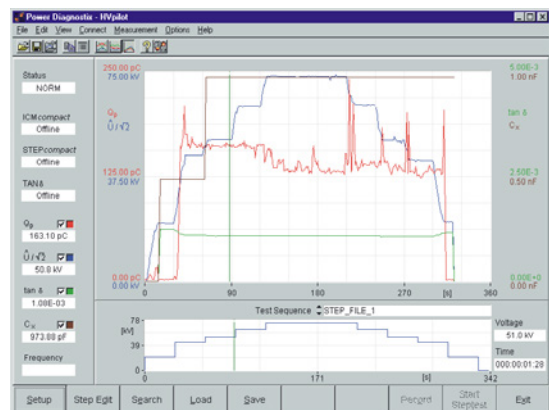 Power Diagnostix - HVpilot
File Edit View Connect Measurement Options Help
Status
NORM
ICMcompact
Offline
STEPcompact
Offline
TANδ
Offline
Qp
163.10 pC
Û/√2
50.8 kV
tan δ
1.08E-03
Cx
973.88 pF
Frequency
250.00 pC
75.00 kV
Qp
Û/√2
125.00 pC
37.50 kV
0.00 pC
0.00 kV
5.00E-3
1.00 nF
tan δ
Cx
2.50E-3
0.50 nF
0.00E+0
0.00 nF
0 90 180 270 [s] 360
Test Sequence STEP_FILE_1
78
[kV]
39
0
0 171 [s] 342
Voltage
51.0 kV
Time
000:00:01:28
Setup Step Edit Search Load Save Record Start Steptest Exit